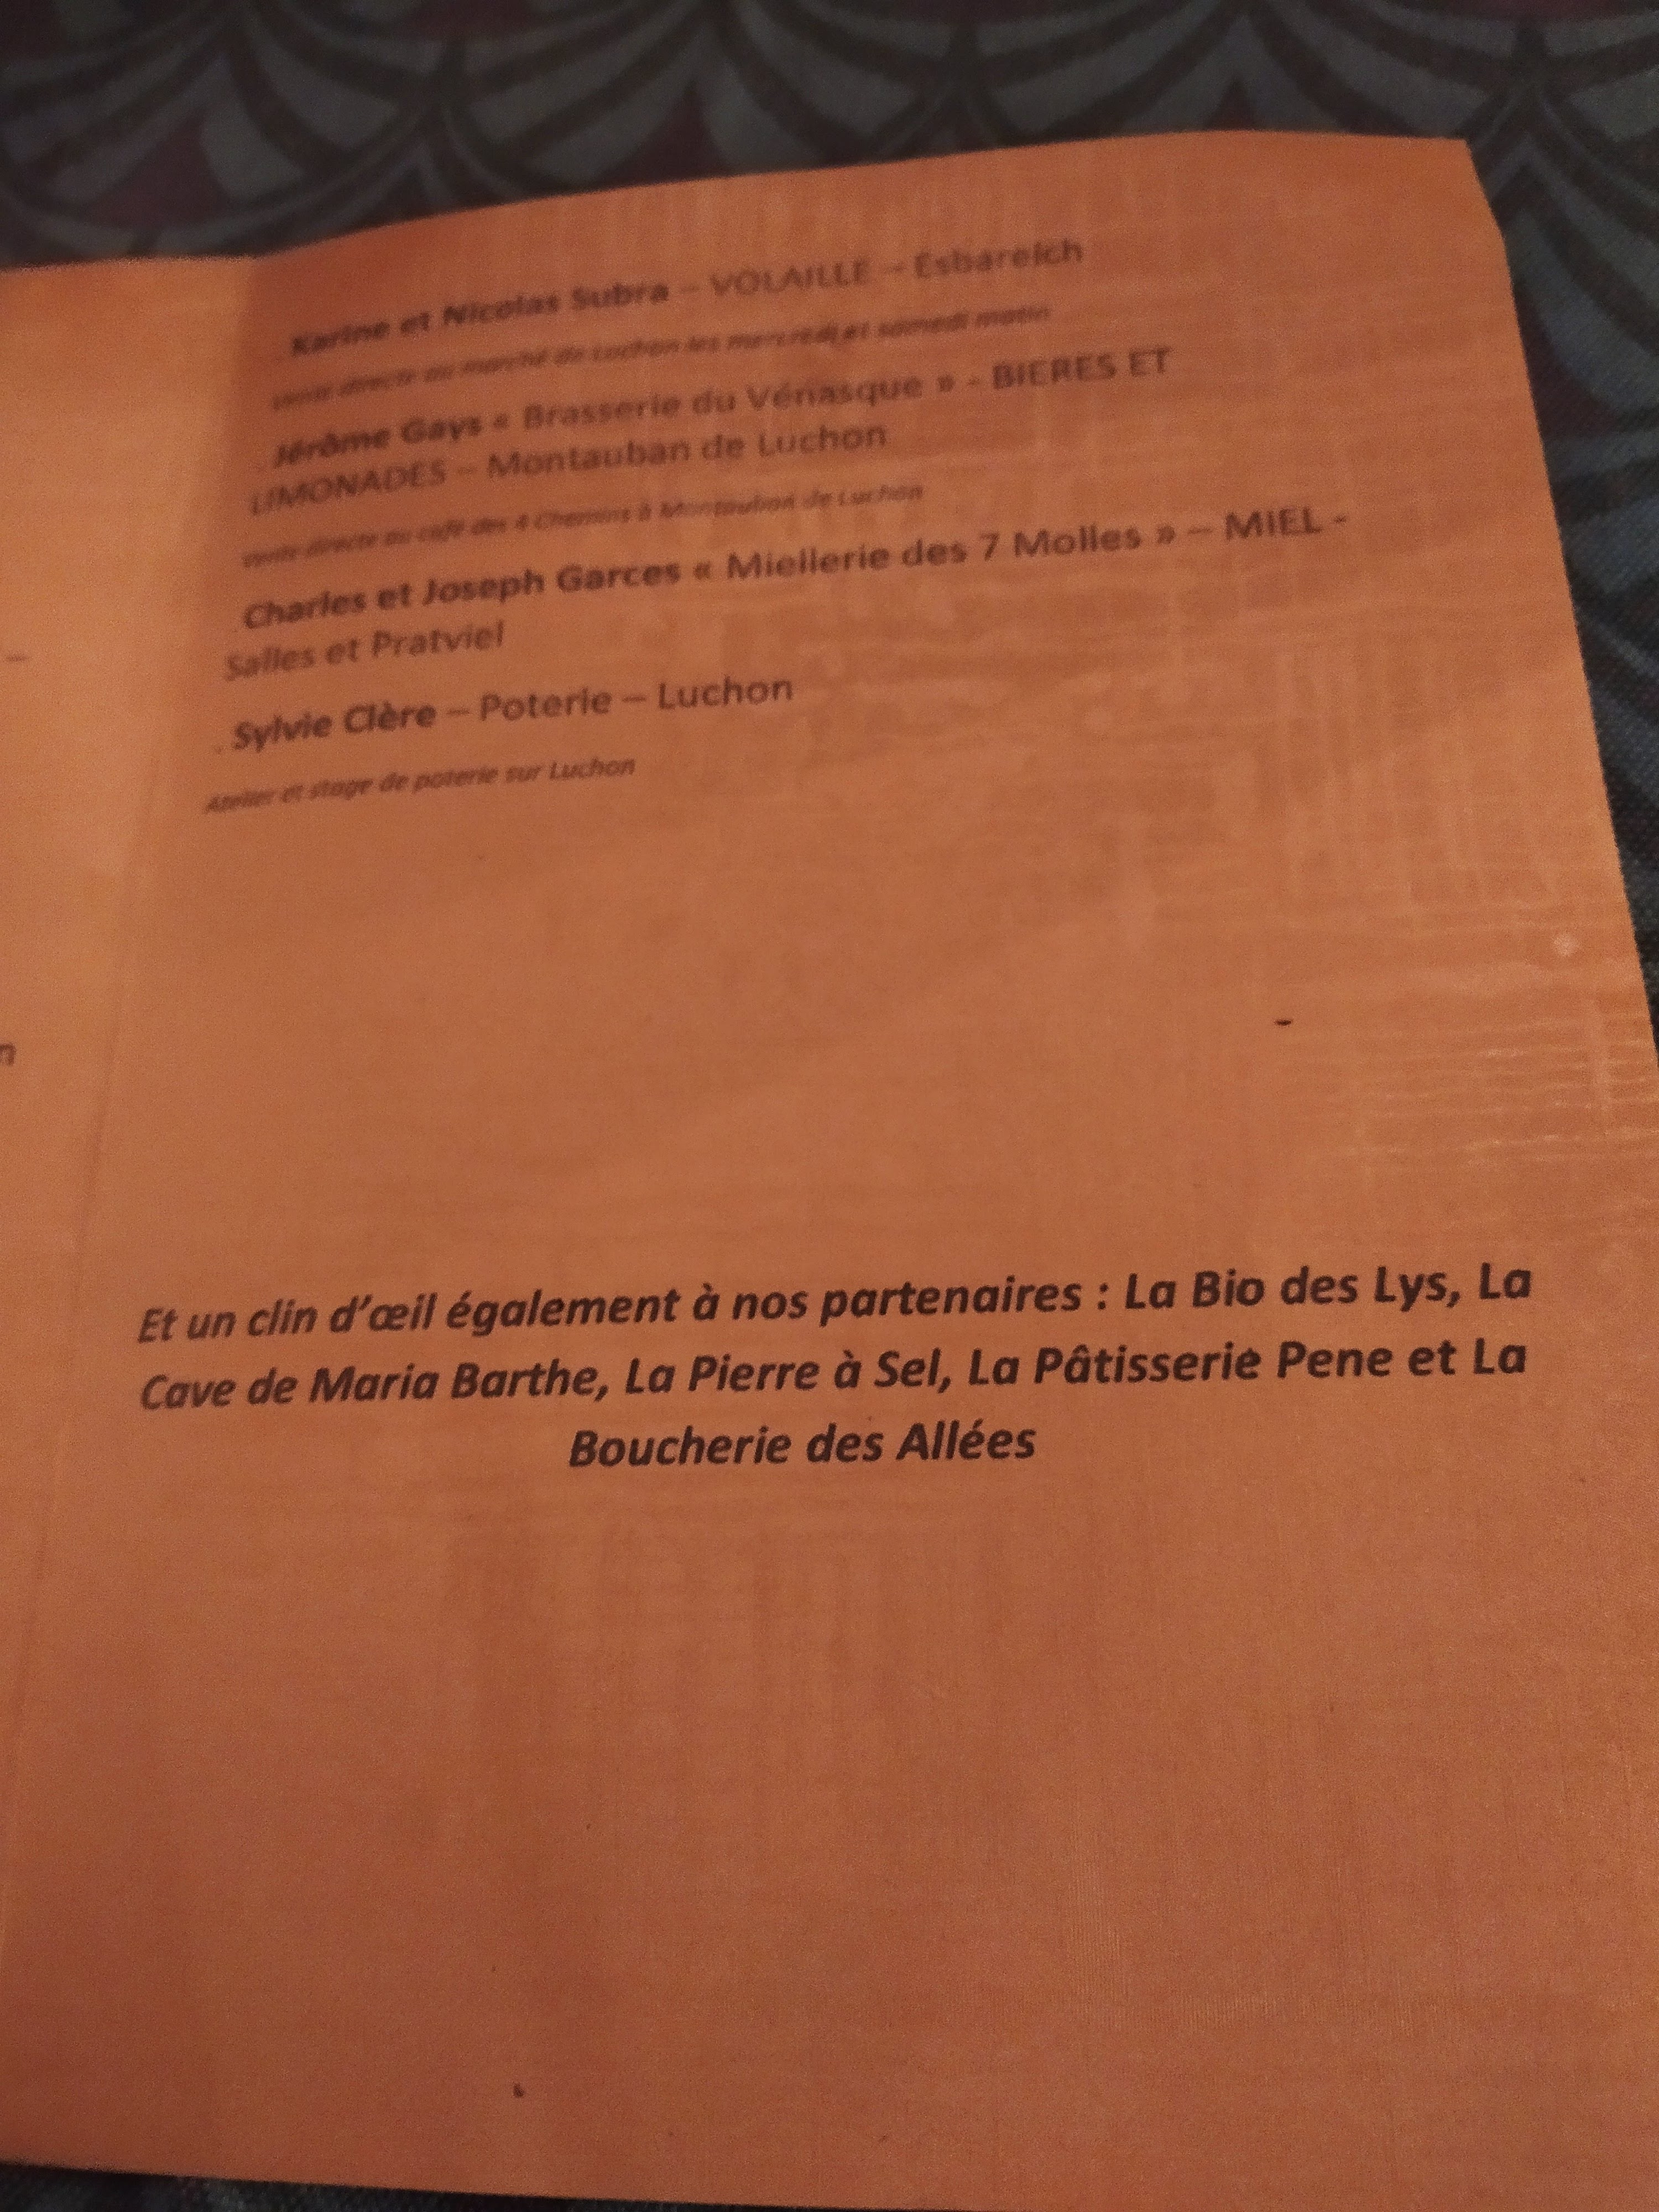 . Karine et Nicolas Subra – VOLAILLE – Esbareich
Vente directe au marché de Luchon les mercredi et samedi matin
. Jérôme Gays « Brasserie du Vénasque » - BIERES ET
LIMONADES – Montauban de Luchon
Vente directe au café des 4 Chemins à Montauban de Luchon
. Charles et Joseph Garces « Miellerie des 7 Molles » – MIEL -
Salles et Pratviel
. Sylvie Clère – Poterie – Luchon
Atelier et stage de poterie sur Luchon
Et un clin d'œil également à nos partenaires : La Bio des Lys, La
Cave de Maria Barthe, La Pierre à Sel, La Pâtisserie Pene et La
Boucherie des Allées